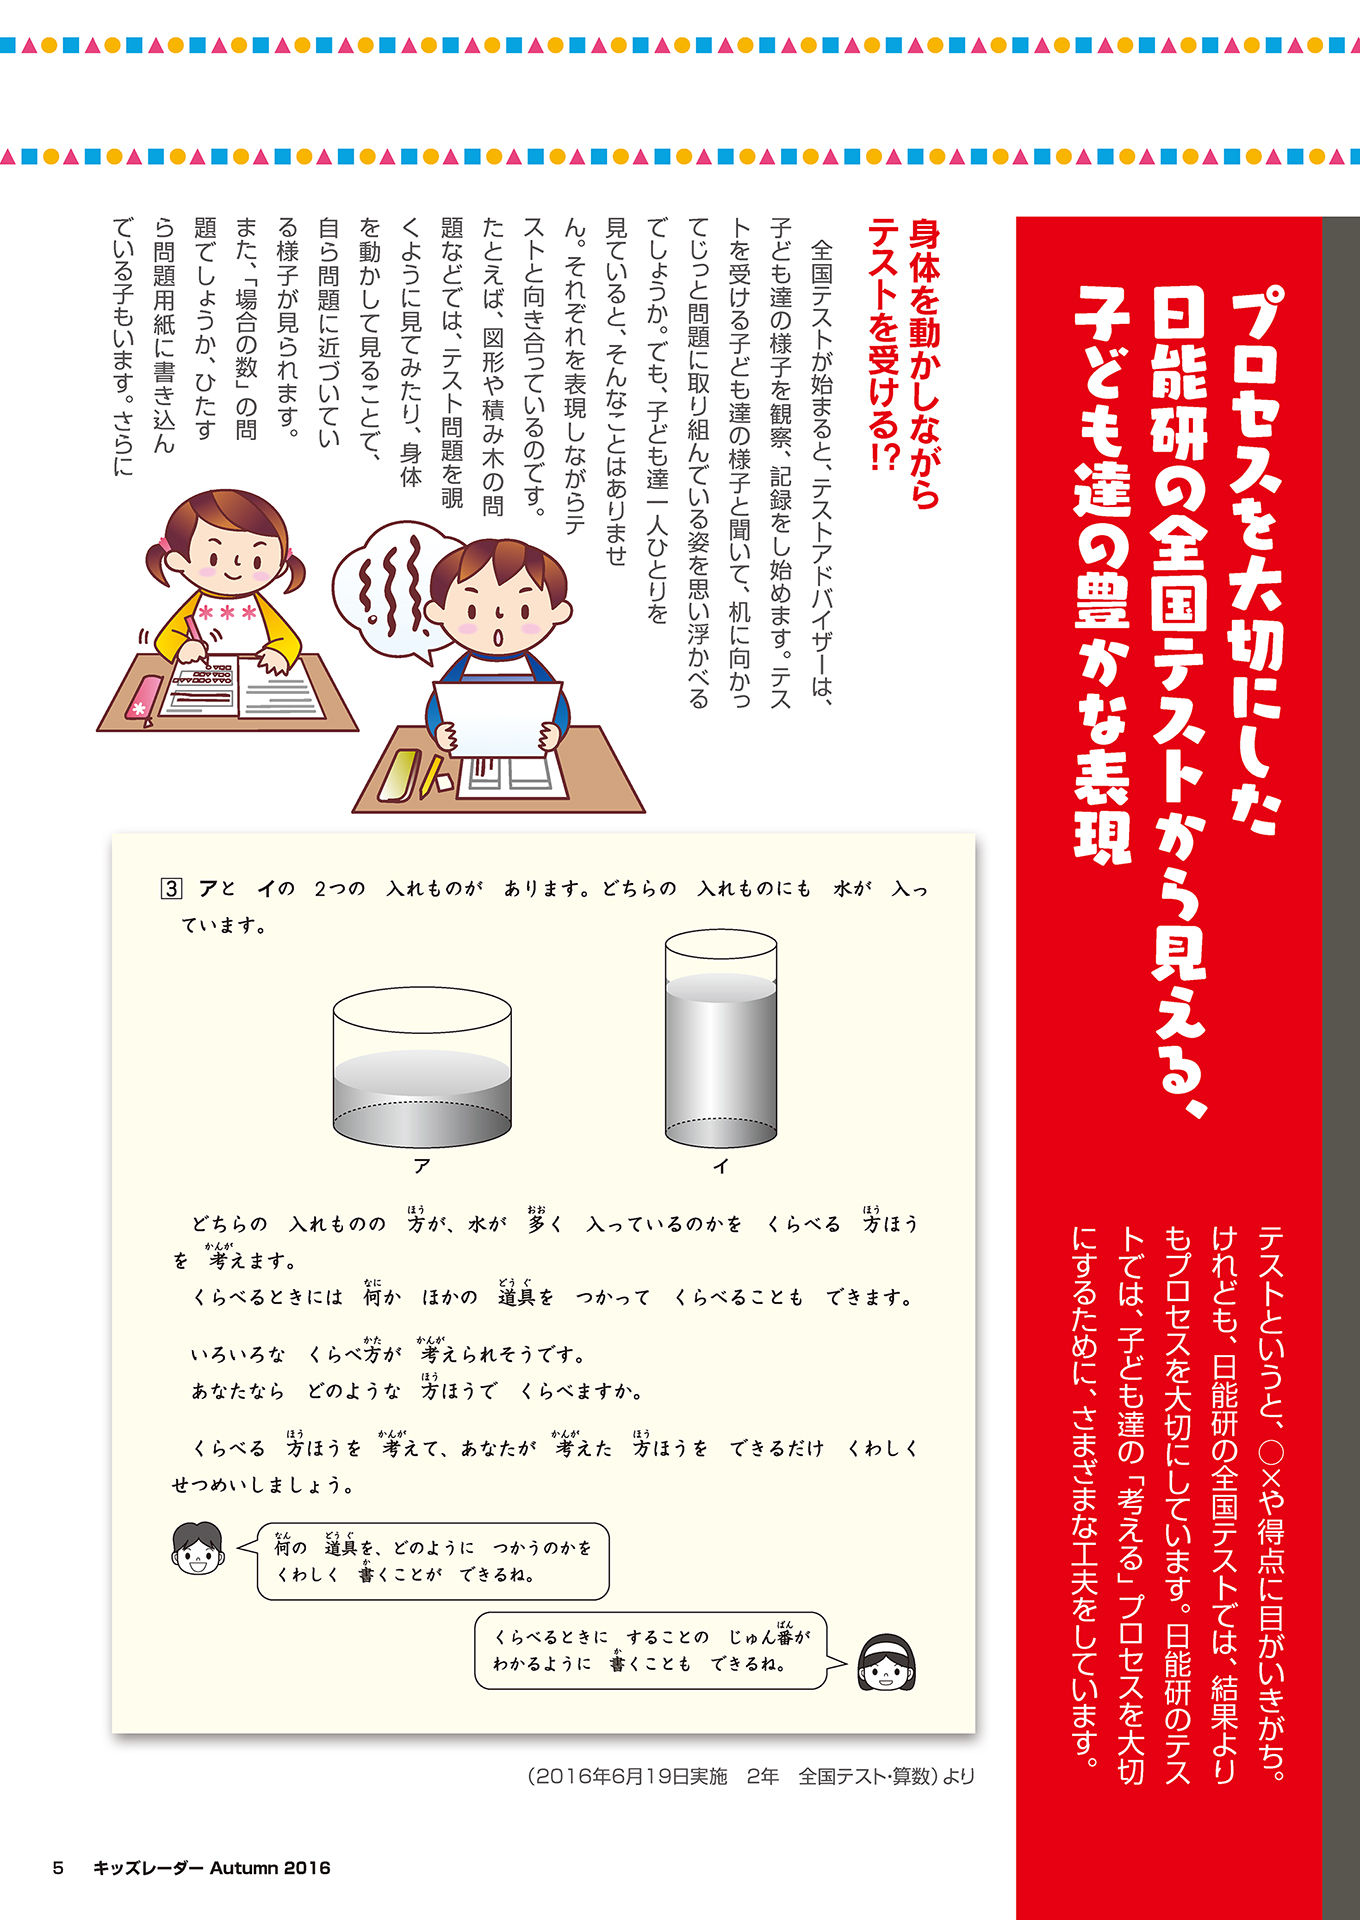 プロセスを大切にした
日能研の全国テストから見える、
子ども達の豊かな表現
テストというと、○×や得点に目がいきがち。
けれども、日能研の全国テストでは、結果より
もプロセスを大切にしています。日能研のテス
トでは、子ども達の「考える」プロセスを大切
にするために、さまざまな工夫をしています。
身体を動かしながら
テストを受ける!?
全国テストが始まると、テストアドバイザーは、
子ども達の様子を観察、記録をし始めます。テス
トを受ける子ども達の様子と聞いて、机に向かっ
てじっと問題に取り組んでいる姿を思い浮かべる
でしょうか。でも、子ども達一人ひとりを
見ていると、そんなことはありませ
ん。それぞれを表現しながらテ
ストと向き合っているのです。
たとえば、図形や積み木の問
題などでは、テスト問題を覗
くように見てみたり、身体
を動かして見ることで、
自ら問題に近づいてい
る様子が見られます。
また、「場合の数」の問
題でしょうか、ひたす
ら問題用紙に書き込ん
でいる子もいます。さらに
3 アと イの 2つの 入れものが あります。どちらの 入れものにも 水が 入っ
ています。
ア
イ
どちらの 入れものの 方が、水が 多く 入っているのかを くらべる 方ほう
を 考えます。
くらべるときには 何か ほかの 道具を つかって くらべることも できます。
いろいろな くらべ方が 考えられそうです。
あなたなら どのような 方ほうで くらべますか。
くらべる 方ほうを 考えて、あなたが 考えた 方ほうを できるだけ くわしく
せつめいしましょう。
何の 道具を、どのように つかうのかを
くわしく 書くことが できるね。
くらべるときに することの じゅん番が
わかるように 書くことも できるね。
(2016年6月19日実施 2年 全国テスト・算数)より
5 キッズレーダー Autumn 2016